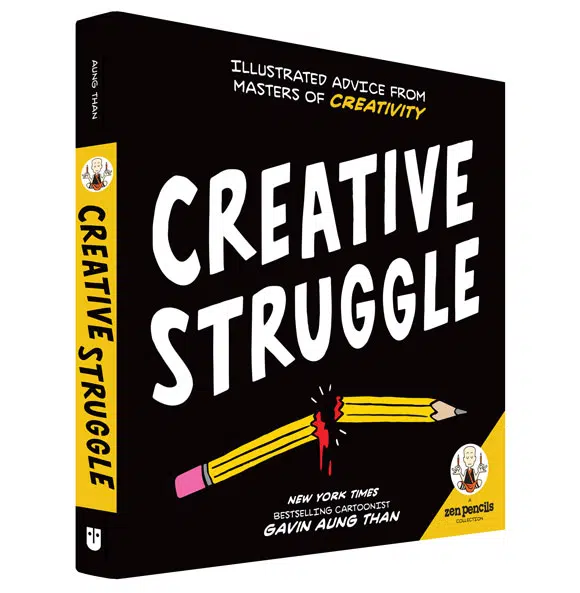 AUNG THAN
CREATIVE STRUGGLE
ILLUSTRATED ADVICE FROM
MASTERS OF CREATIVITY
CREATIVE
STRUGGLE
NEW YORK TIMES
BESTSELLING CARTOONIST
GAVIN AUNG THAN
A
zen pencils
COLLECTION